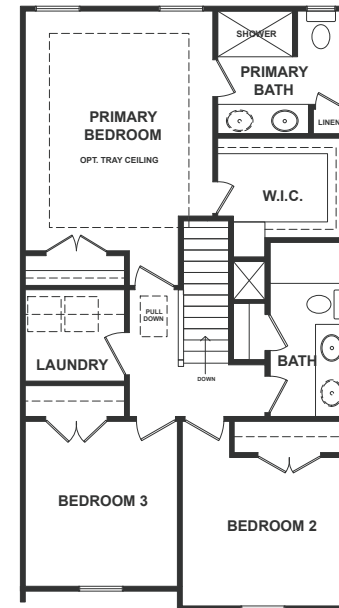 SHOWER
PRIMARY
BATH
LINEN
PRIMARY
BEDROOM
OPT. TRAY CEILING
W.I.C.
PULL
DOWN
LAUNDRY
DOWN
BATH
BEDROOM 3
BEDROOM 2